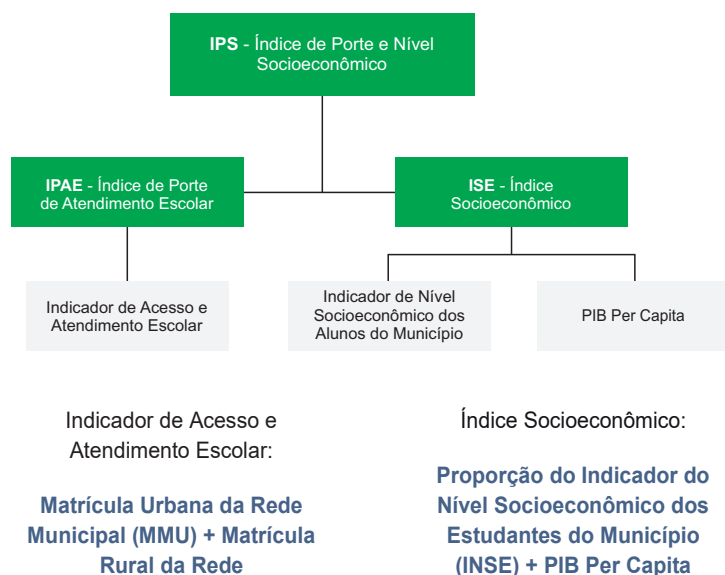 IPS - Índice de Porte e Nível
Socioeconômico
IPAE - Índice de Porte
de Atendimento Escolar
ISE - Índice
Socioeconômico
Indicador de Acesso e
Atendimento Escolar
Indicador de Nível
Socioeconômico dos
Alunos do Município
PIB Per Capita
Indicador de Acesso e
Atendimento Escolar:
Matrícula Urbana da Rede
Municipal (MMU) + Matrícula
Rural da Rede
Índice Socioeconômico:
Proporção do Indicador do
Nível Socioeconômico dos
Estudantes do Município
(INSE) + PIB Per Capita